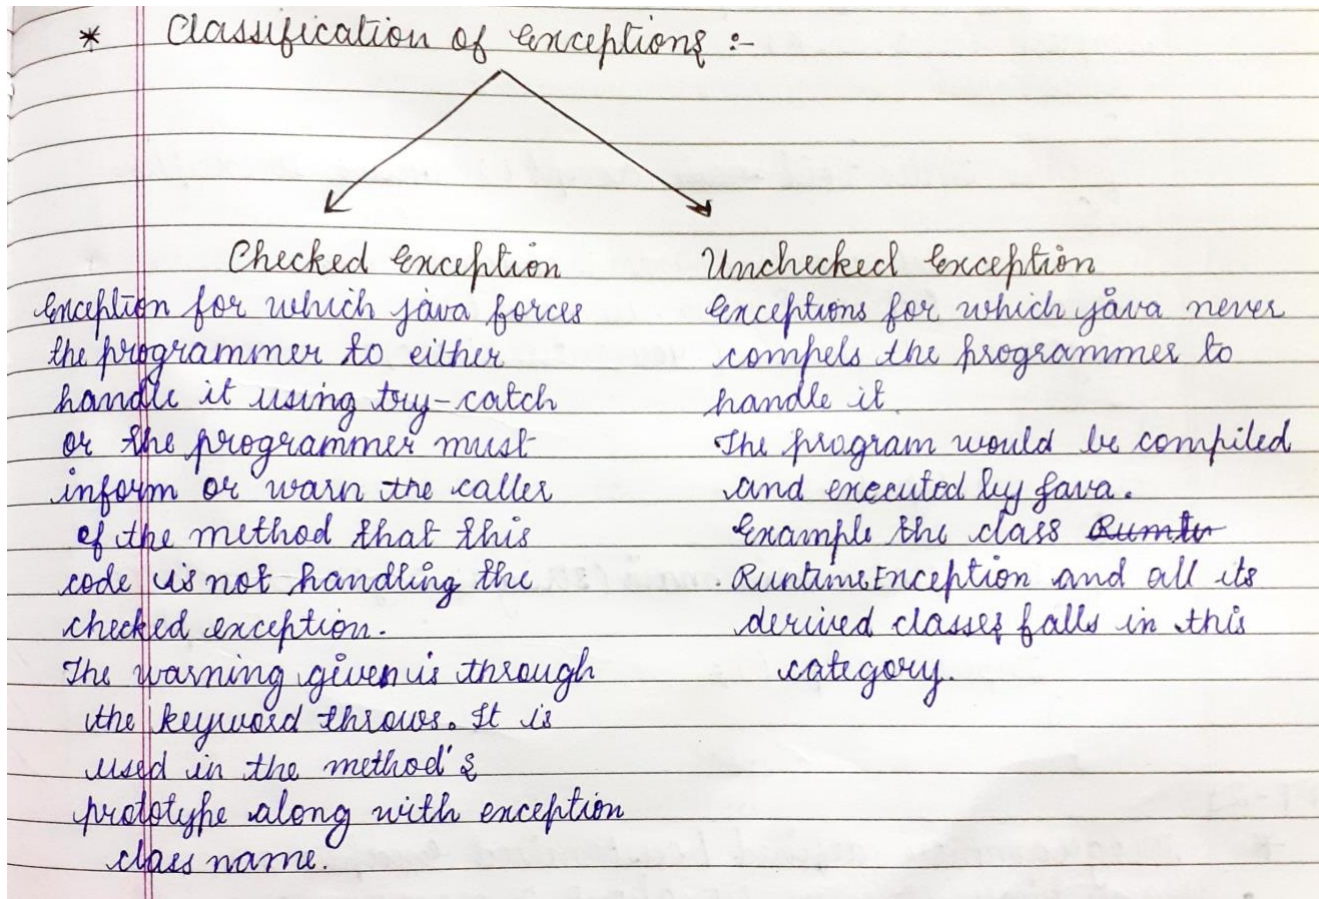 * Classification of Exceptions :-
Checked Exception
Exception for which java forces
the programmer to either
handle it using try-catch
or the programmer must
inform or warn the caller
of the method that this
code is not handling the
checked exception.
The warning given is through
the keyword throws. It is
used in the method's
prototype along with exception
class name.
Unchecked Exception
Exceptions for which java never
compels the programmer to
handle it.
The program would be compiled
and executed by Java.
Example the class
RuntimeException and all its
derived classes falls in this
category.